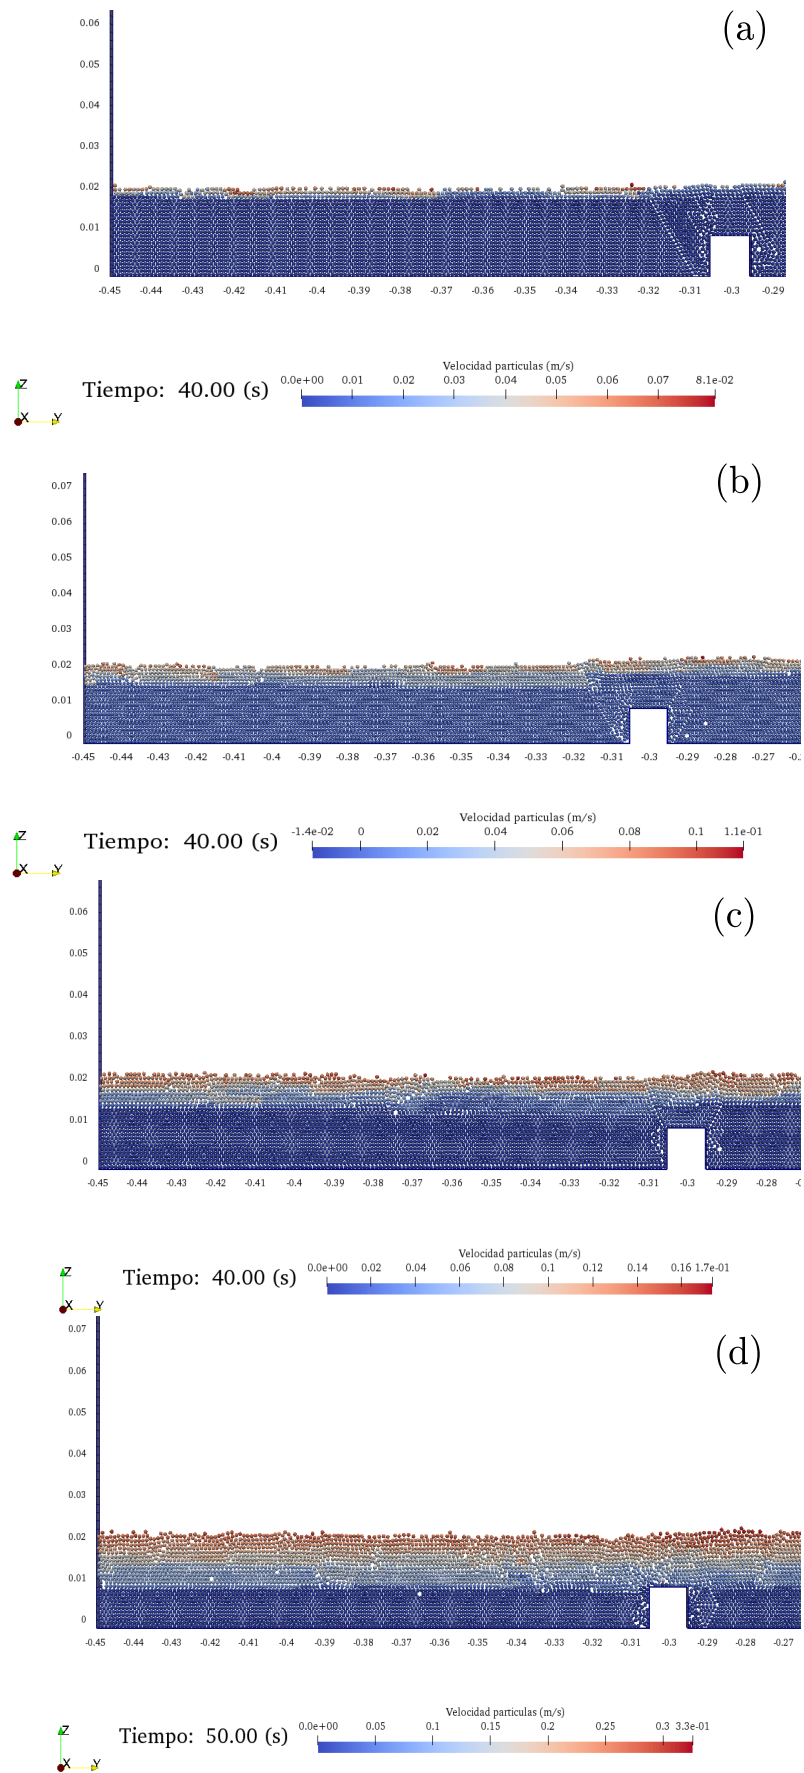 (a)
0.06
0.05
0.04
0.03
0.02
0.01
0
-0.45 -0.44 -0.43 -0.42 -0.41 -0.4 -0.39 -0.38 -0.37 -0.36 -0.35 -0.34 -0.33 -0.32 -0.31 -0.3 -0.29
Velocidad particulas (m/s)
Z
X Y
Tiempo: 40.00 (s)
0.0e+00 0.01 0.02 0.03 0.04 0.05 0.06 0.07 8.1e-02
(b)
0.07
0.06
0.05
0.04
0.03
0.02
0.01
0
-0.45 -0.44 -0.43 -0.42 -0.41 -0.4 -0.39 -0.38 -0.37 -0.36 -0.35 -0.34 -0.33 -0.32 -0.31 -0.3 -0.29 -0.28 -0.27
Velocidad particulas (m/s)
Z
X Y
Tiempo: 40.00 (s)
-1.4e-02 0 0.02 0.04 0.06 0.08 0.1 1.1e-01
(c)
0.06
0.05
0.04
0.03
0.02
0.01
0
-0.45 -0.44 -0.43 -0.42 -0.41 -0.4 -0.39 -0.38 -0.37 -0.36 -0.35 -0.34 -0.33 -0.32 -0.31 -0.3 -0.29 -0.28
Velocidad particulas (m/s)
Z
X Y
Tiempo: 40.00 (s)
0.0e+00 0.02 0.04 0.06 0.08 0.1 0.12 0.14 0.16 1.7e-01
(d)
0.07
0.06
0.05
0.04
0.03
0.02
0.01
0
-0.45 -0.44 -0.43 -0.42 -0.41 -0.4 -0.39 -0.38 -0.37 -0.36 -0.35 -0.34 -0.33 -0.32 -0.31 -0.3 -0.29 -0.28 -0.27
Velocidad particulas (m/s)
Z
X Y
Tiempo: 50.00 (s)
0.0e+00 0.05 0.1 0.15 0.2 0.25 0.3 3.3e-01